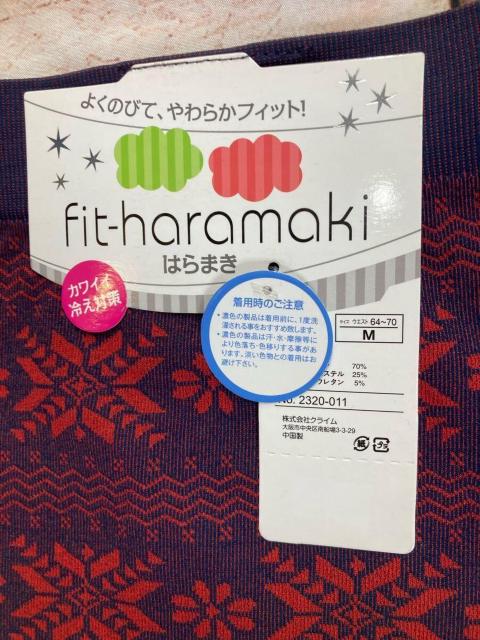 よくのびて、やわらかフィット!
fit-haramaki
はらまき
カワイイ
冷え対策
着用時のご注意
・濃色の製品は着用前に、1度洗
濯される事をおすすめ致します。
・濃色の製品は汗・水・摩擦等に
より色落ち・色移りする事があ
ります。淡い色物との着用はお
避け下さい。
サイズ ウエスト 64~70
M
70%
ステル 25%
ウレタン 5%
No. 2320-011
株式会社クライム
大阪市中央区南船場3-3-29
中国製
紙
プラ